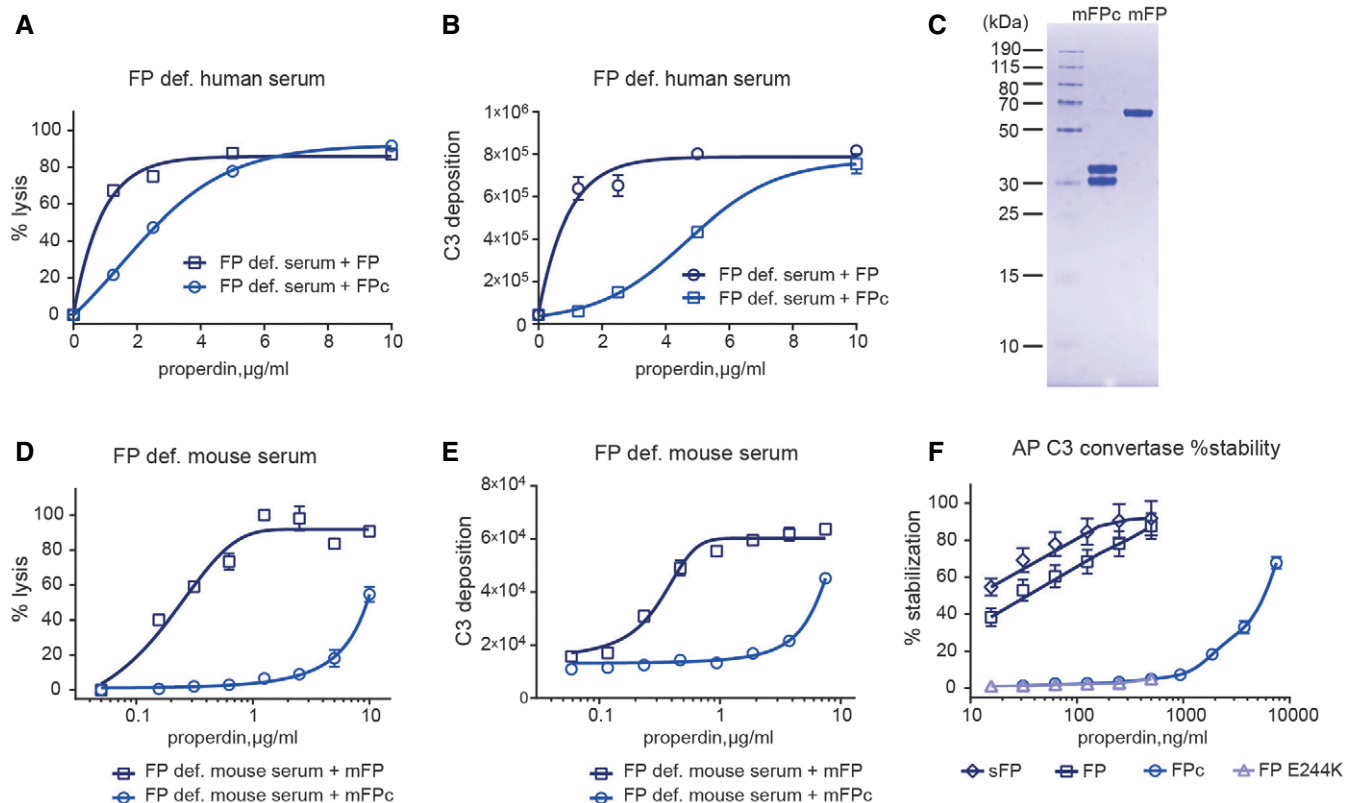 A
FP def. human serum
% lysis
100
80
60
40
20
0
0 2 4 6 8 10
properdin,µg/ml
FP def. serum + FP
FP def. serum + FPc
B
FP def. human serum
C3 deposition
1×10⁶
8×10⁵
6×10⁵
4×10⁵
2×10⁵
0
0 2 4 6 8 10
properdin,µg/ml
FP def. serum + FP
FP def. serum + FPc
C
(kDa) mFPc mFP
190
115
80
70
50
30
25
15
10
D
FP def. mouse serum
% lysis
100
80
60
40
20
0
0.1 1 10
properdin,µg/ml
FP def. mouse serum + mFP
FP def. mouse serum + mFPc
E
FP def. mouse serum
C3 deposition
8×10⁴
6×10⁴
4×10⁴
2×10⁴
0
0.1 1 10
properdin,µg/ml
FP def. mouse serum + mFP
FP def. mouse serum + mFPc
F
AP C3 convertase %stability
% stabilization
100
80
60
40
20
0
10 100 1000 10000
properdin,ng/ml
sFP FP FPc FP E244K